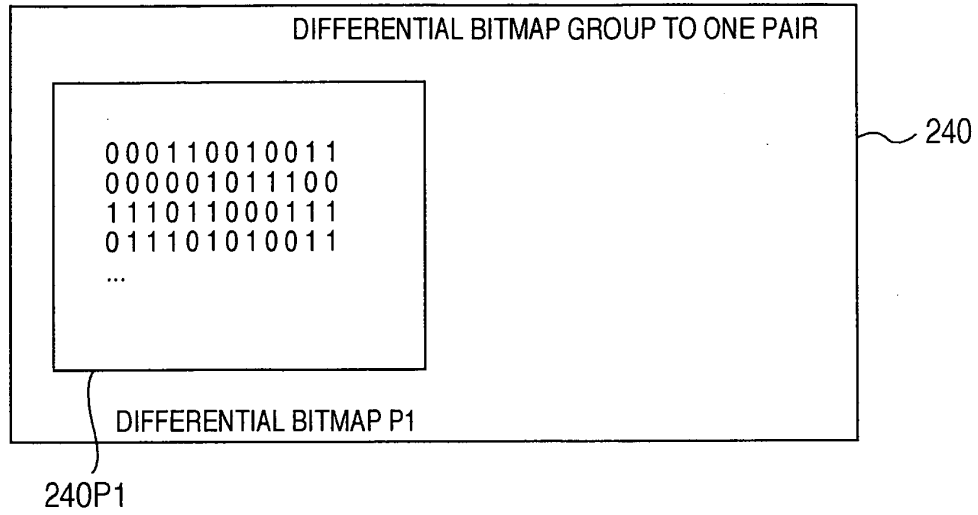 DIFFERENTIAL BITMAP GROUP TO ONE PAIR
240
000110010011
000001011100
111011000111
011101010011
...
DIFFERENTIAL BITMAP P1
240P1